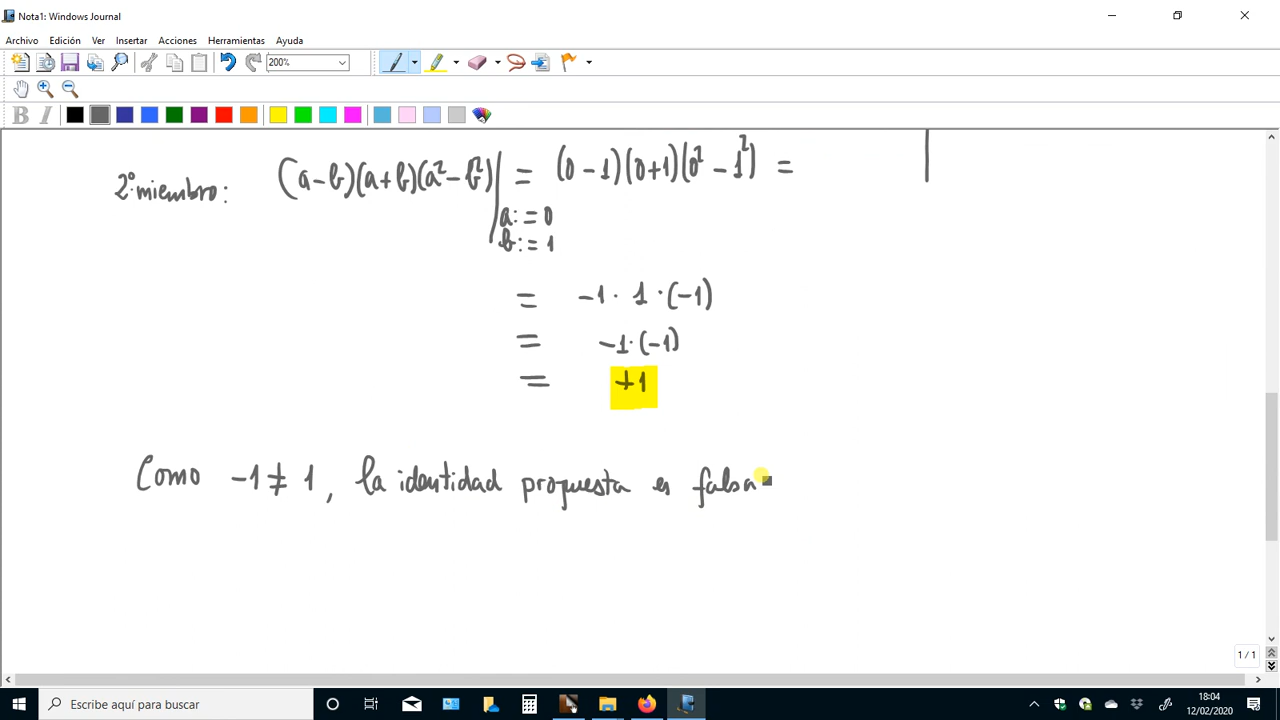 Nota1: Windows Journal
Archivo Edición Ver Insertar Acciones Herramientas Ayuda
200%
B I
2º miembro: (a-b)(a+b)(a²-b²)| = (0-1)(0+1)(0²-1²) =
a:=0
b:=1
= -1·1·(-1)
= -1·(-1)
= +1
Como -1≠1, la identidad propuesta es falsa
1/1
Escribe aquí para buscar
18:04
12/02/2020